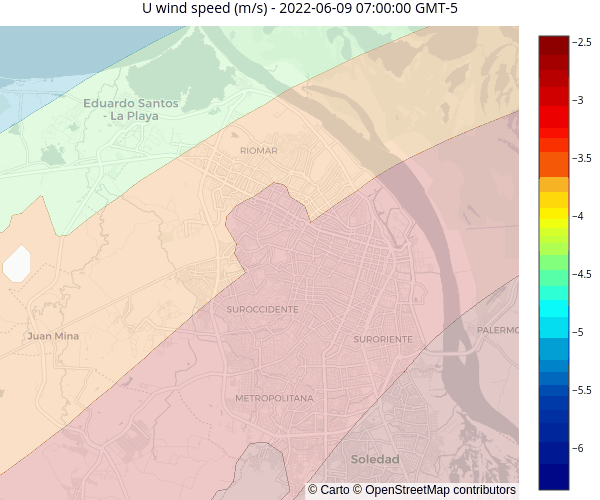 U wind speed (m/s) - 2022-06-09 07:00:00 GMT-5
−2.5
−3
−3.5
−4
−4.5
−5
−5.5
−6
Eduardo Santos
- La Playa
RIOMAR
SUROCCIDENTE
Juan Mina
SURORIENTE
PALERMO
METROPOLITANA
Soledad
© Carto © OpenStreetMap contributors